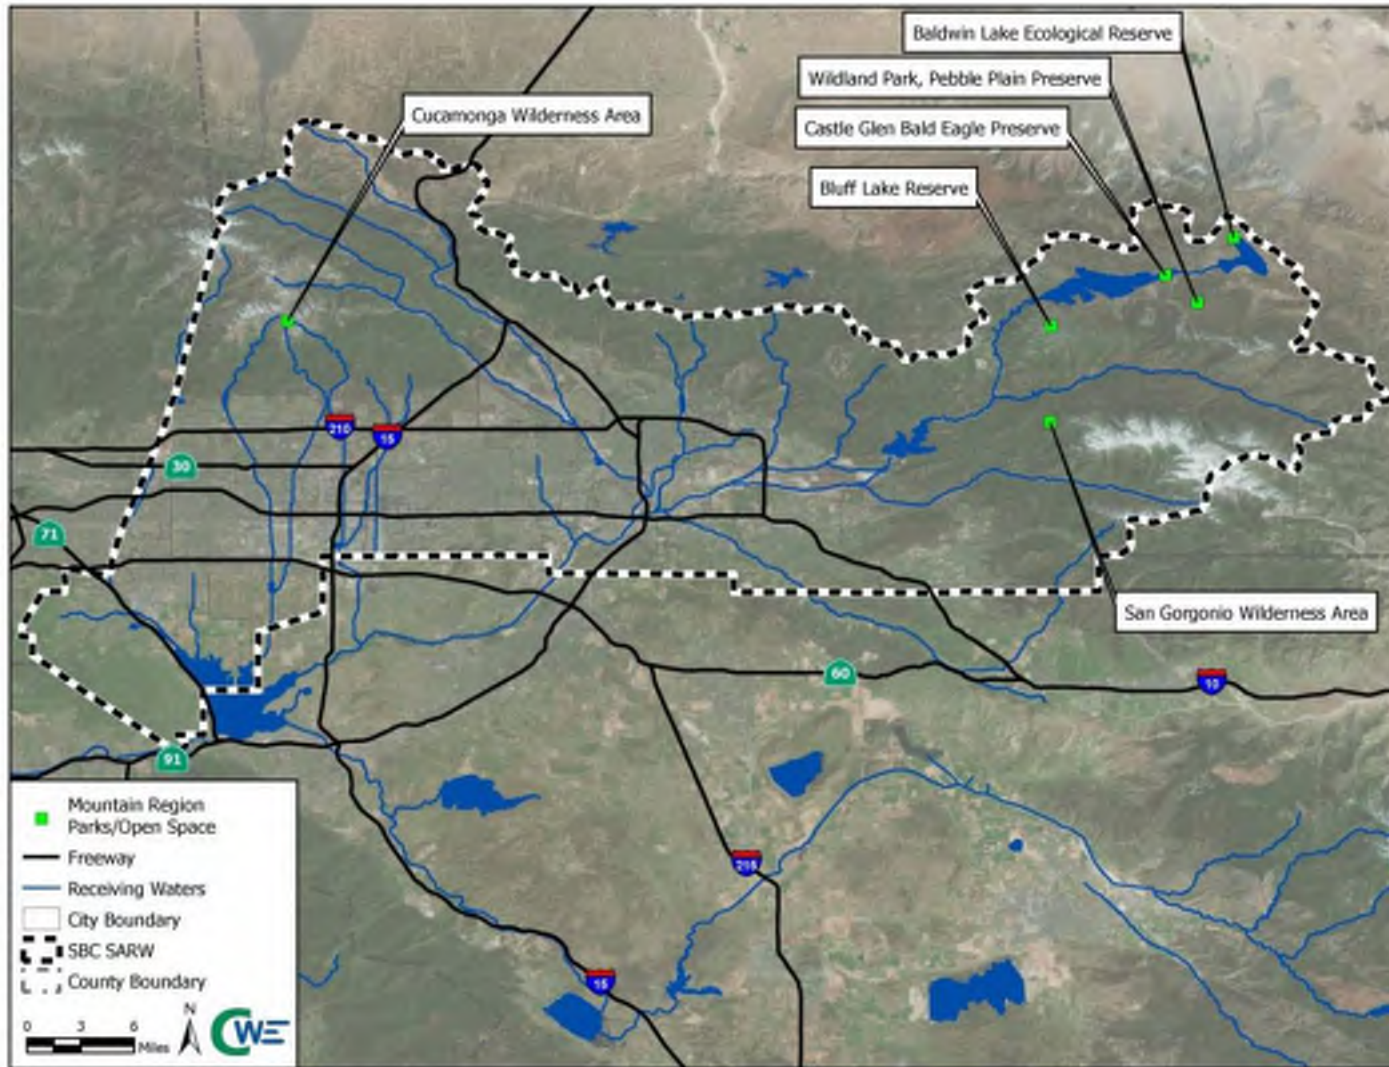 Baldwin Lake Ecological Reserve
Wildland Park, Pebble Plain Preserve
Cucamonga Wilderness Area
Castle Glen Bald Eagle Preserve
Bluff Lake Reserve
210
15
30
71
San Gorgonio Wilderness Area
60
10
91
215
15
Mountain Region
Parks/Open Space
Freeway
Receiving Waters
City Boundary
SBC SARW
County Boundary
N
0 3 6
Miles
CWE